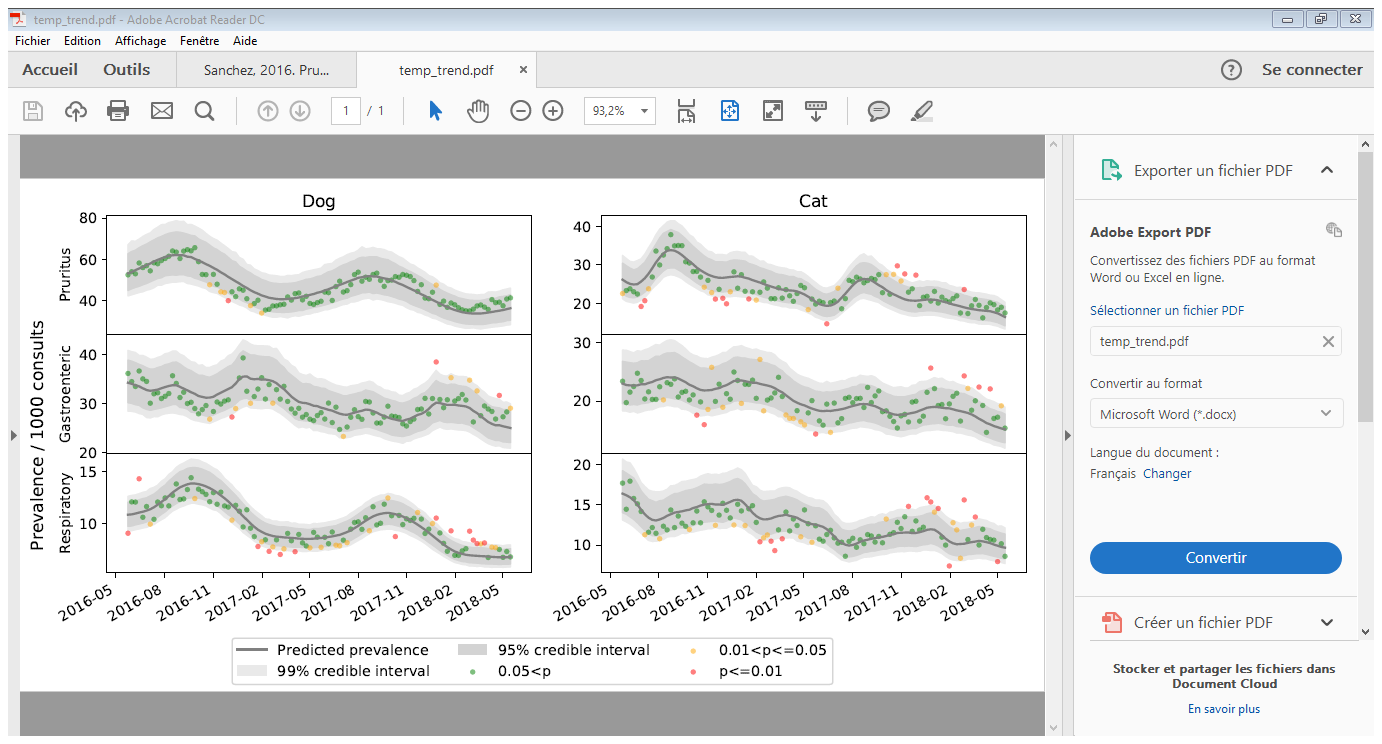 temp_trend.pdf - Adobe Acrobat Reader DC
Fichier Edition Affichage Fenêtre Aide
Accueil Outils Sanchez, 2016. Pru... temp_trend.pdf × ? Se connecter
1 / 1 93,2%
Dog Cat
Prevalence / 1000 consults
Pruritus
80
60
40
40
30
20
Gastroenteric
40
30
20
30
20
Respiratory
15
10
20
15
10
2016-05 2016-08 2016-11 2017-02 2017-05 2017-08 2017-11 2018-02 2018-05
2016-05 2016-08 2016-11 2017-02 2017-05 2017-08 2017-11 2018-02 2018-05
Predicted prevalence 95% credible interval 0.01<p<=0.05
99% credible interval 0.05<p p<=0.01
Exporter un fichier PDF
Adobe Export PDF
Convertissez des fichiers PDF au format
Word ou Excel en ligne.
Sélectionner un fichier PDF
temp_trend.pdf
Convertir au format
Microsoft Word (*.docx)
Langue du document :
Français Changer
Convertir
Créer un fichier PDF
Stocker et partager les fichiers dans
Document Cloud
En savoir plus